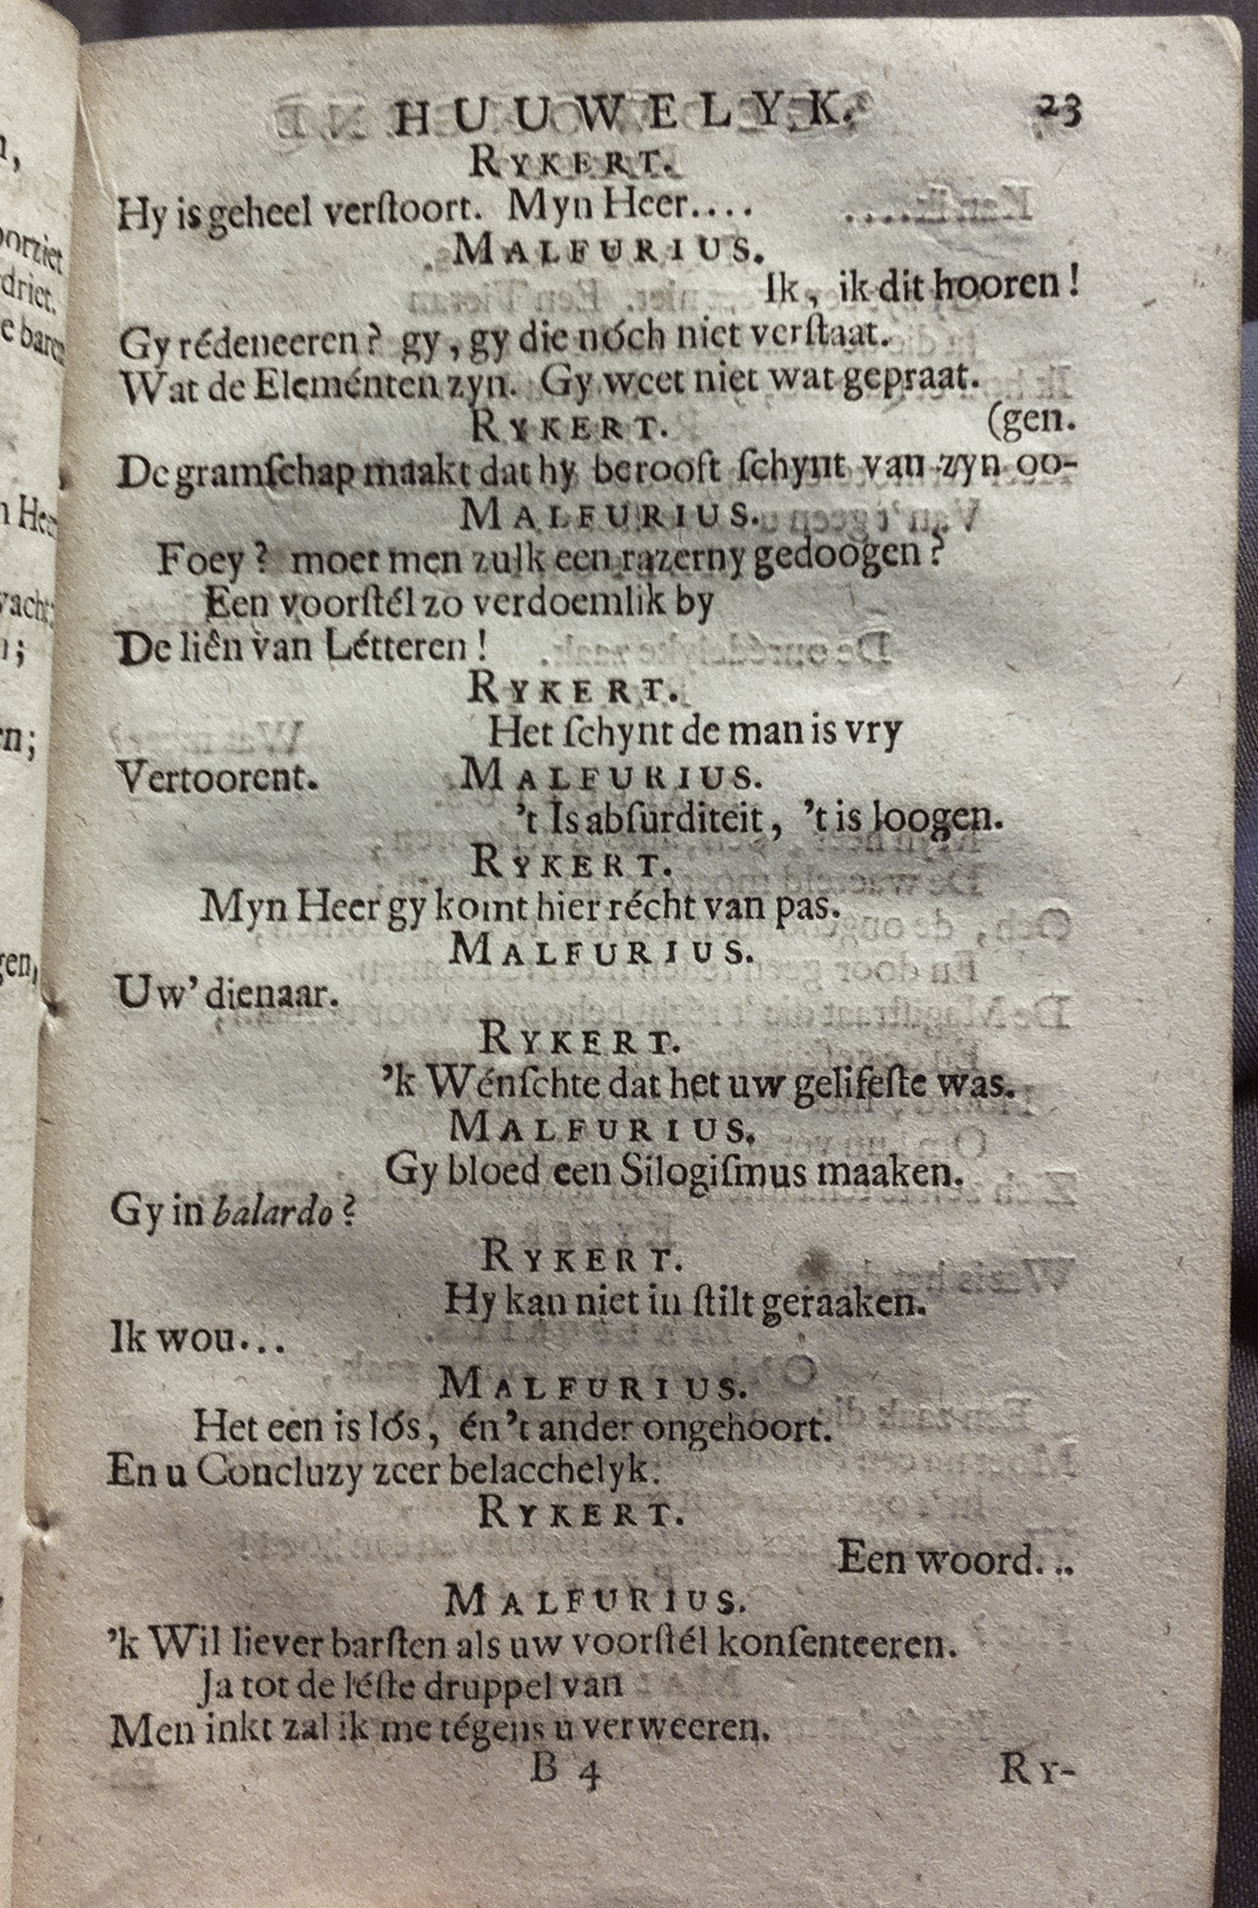 HUUWELYK. 23
RYKERT.
Hy is geheel verſtoort. Myn Heer....
MALFURIUS.
Ik, ik dit hooren!
Gy rédeneeren? gy, gy die nóch niet verſtaat.
Wat de Eleménten zyn. Gy weet niet wat gepraat.
RYKERT. (gen.
De gramſchap maakt dat hy berooft ſchynt van zyn oo-
MALFURIUS.
Foey? moet men zulk een razerny gedoogen?
Een voorſtél zo verdoemlik by
De liên van Létteren!
RYKERT.
Het ſchynt de man is vry
Vertoorent. MALFURIUS.
't Is abſurditeit, 't is loogen.
RYKERT.
Myn Heer gy komt hier récht van pas.
MALFURIUS.
Uw' dienaar.
RYKERT.
'k Wénſchte dat het uw gelifeſte was.
MALFURIUS.
Gy bloed een Silogiſmus maaken.
Gy in balardo?
RYKERT.
Hy kan niet in ſtilt geraaken.
Ik wou...
MALFURIUS.
Het een is lós, én 't ander ongehoort.
En u Concluzy zeer belacchelyk.
RYKERT.
Een woord...
MALFURIUS.
'k Wil liever barſten als uw voorſtél konſenteeren.
Ja tot de léſte druppel van
Men inkt zal ik me tégens u verweeren.
B 4 RY-